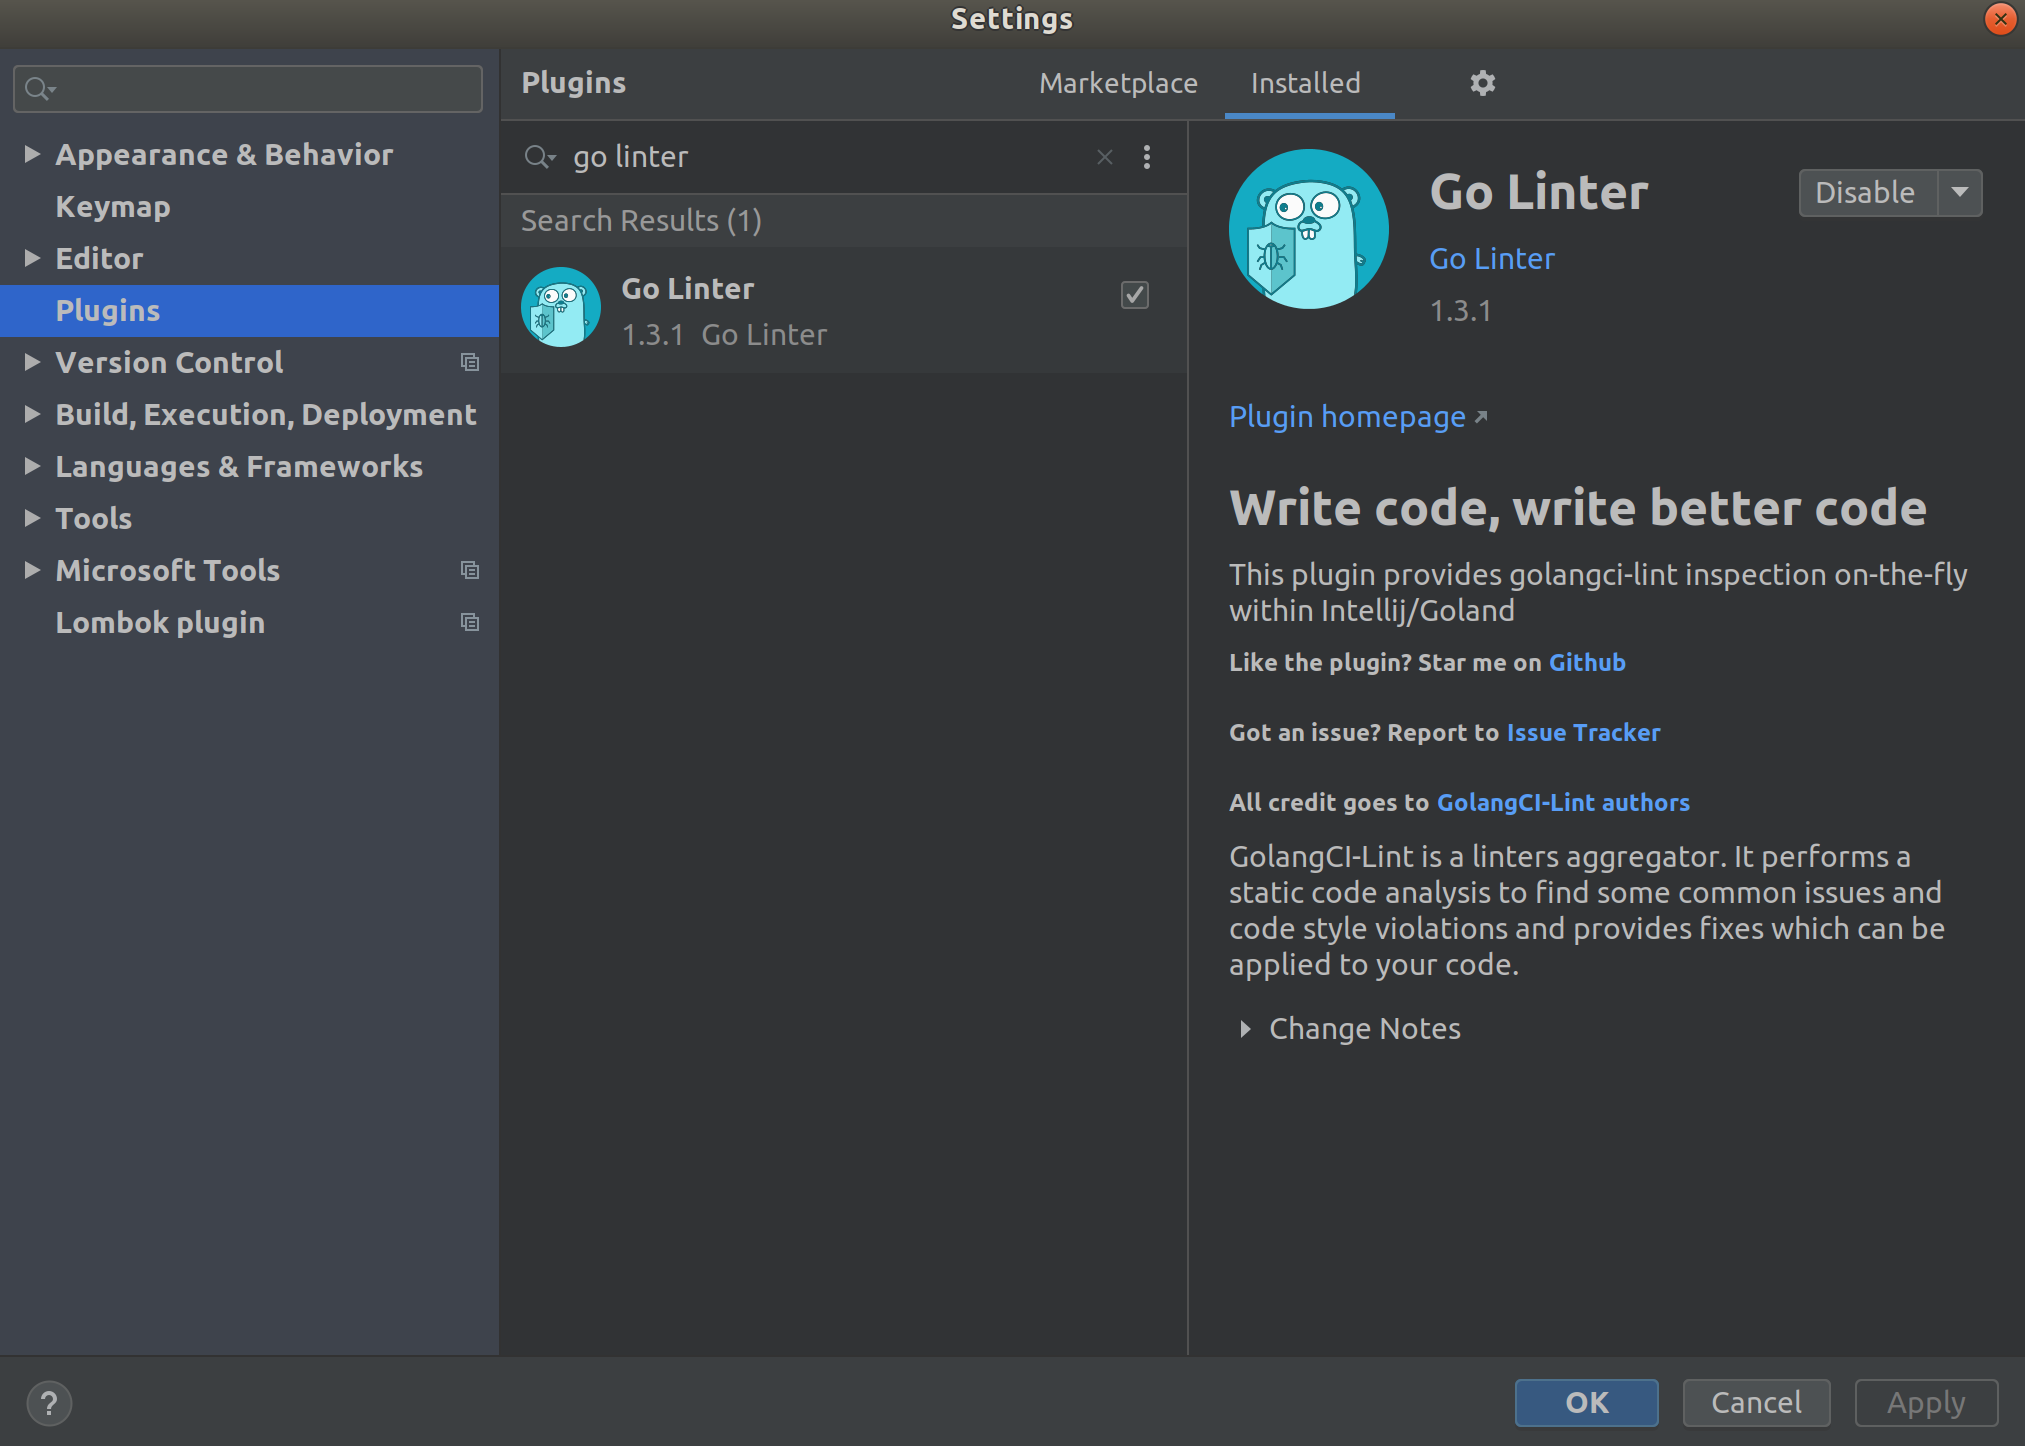 Settings
Appearance & Behavior
Keymap
Editor
Plugins
Version Control
Build, Execution, Deployment
Languages & Frameworks
Tools
Microsoft Tools
Lombok plugin
Plugins
Marketplace
Installed
go linter
Search Results (1)
Go Linter
1.3.1 Go Linter
Go Linter
Disable
Go Linter
1.3.1
Plugin homepage
Write code, write better code
This plugin provides golangci-lint inspection on-the-fly
within Intellij/Goland
Like the plugin? Star me on Github
Got an issue? Report to Issue Tracker
All credit goes to GolangCI-Lint authors
GolangCI-Lint is a linters aggregator. It performs a
static code analysis to find some common issues and
code style violations and provides fixes which can be
applied to your code.
Change Notes
?
OK
Cancel
Apply